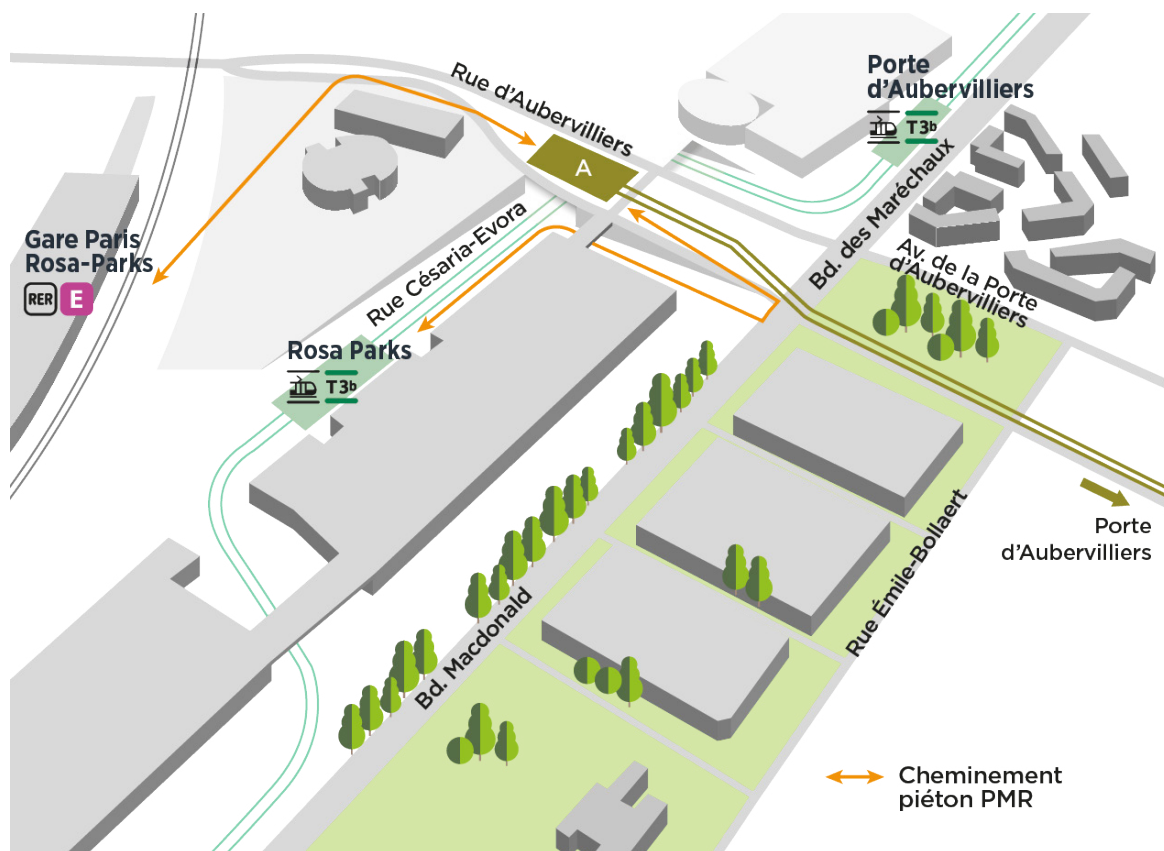 Rue d'Aubervilliers
Porte
d'Aubervilliers
T3b
A
Bd. des Maréchaux
Gare Paris
Rosa-Parks
RER E
Rue Césaria-Evora
Av. de la Porte
d'Aubervilliers
Rosa Parks
T3b
Porte
d'Aubervilliers
Rue Émile-Bollaert
Bd. Macdonald
Cheminement
piéton PMR